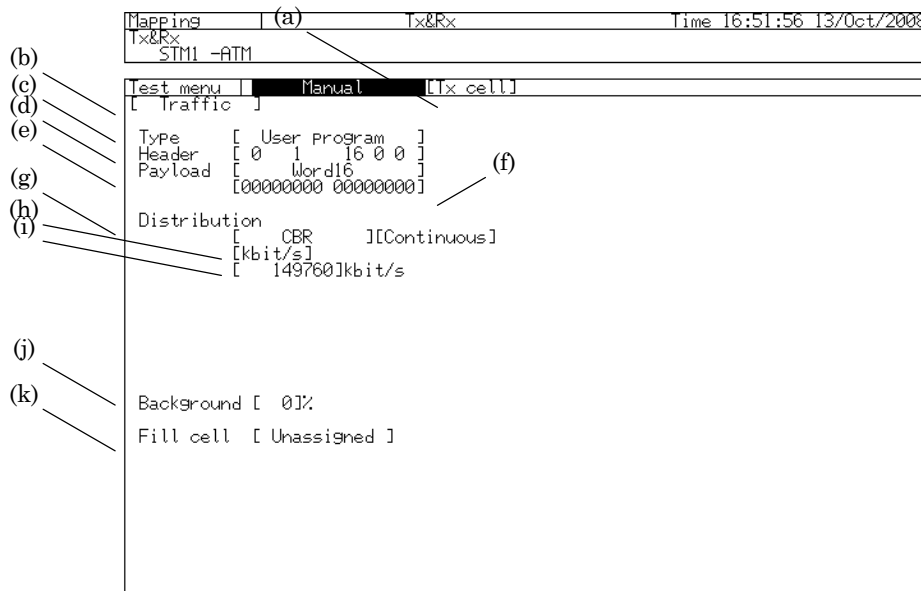 (a)
Mapping Tx&Rx Time 16:51:56 13/Oct/2008
Tx&Rx
STM1 -ATM
(b)
Test menu Manual [Tx cell]
(c)
[ Traffic ]
(d)
(e)
Type [ User program ]
Header [ 0 1 16 0 0 ]
Payload [ Word16 ]
[00000000 00000000]
(f)
(g)
(h)
Distribution
(i)
[ CBR ][Continuous]
[kbit/s]
[ 149760]kbit/s
(j)
Background [ 0]%
(k)
Fill cell [ Unassigned ]